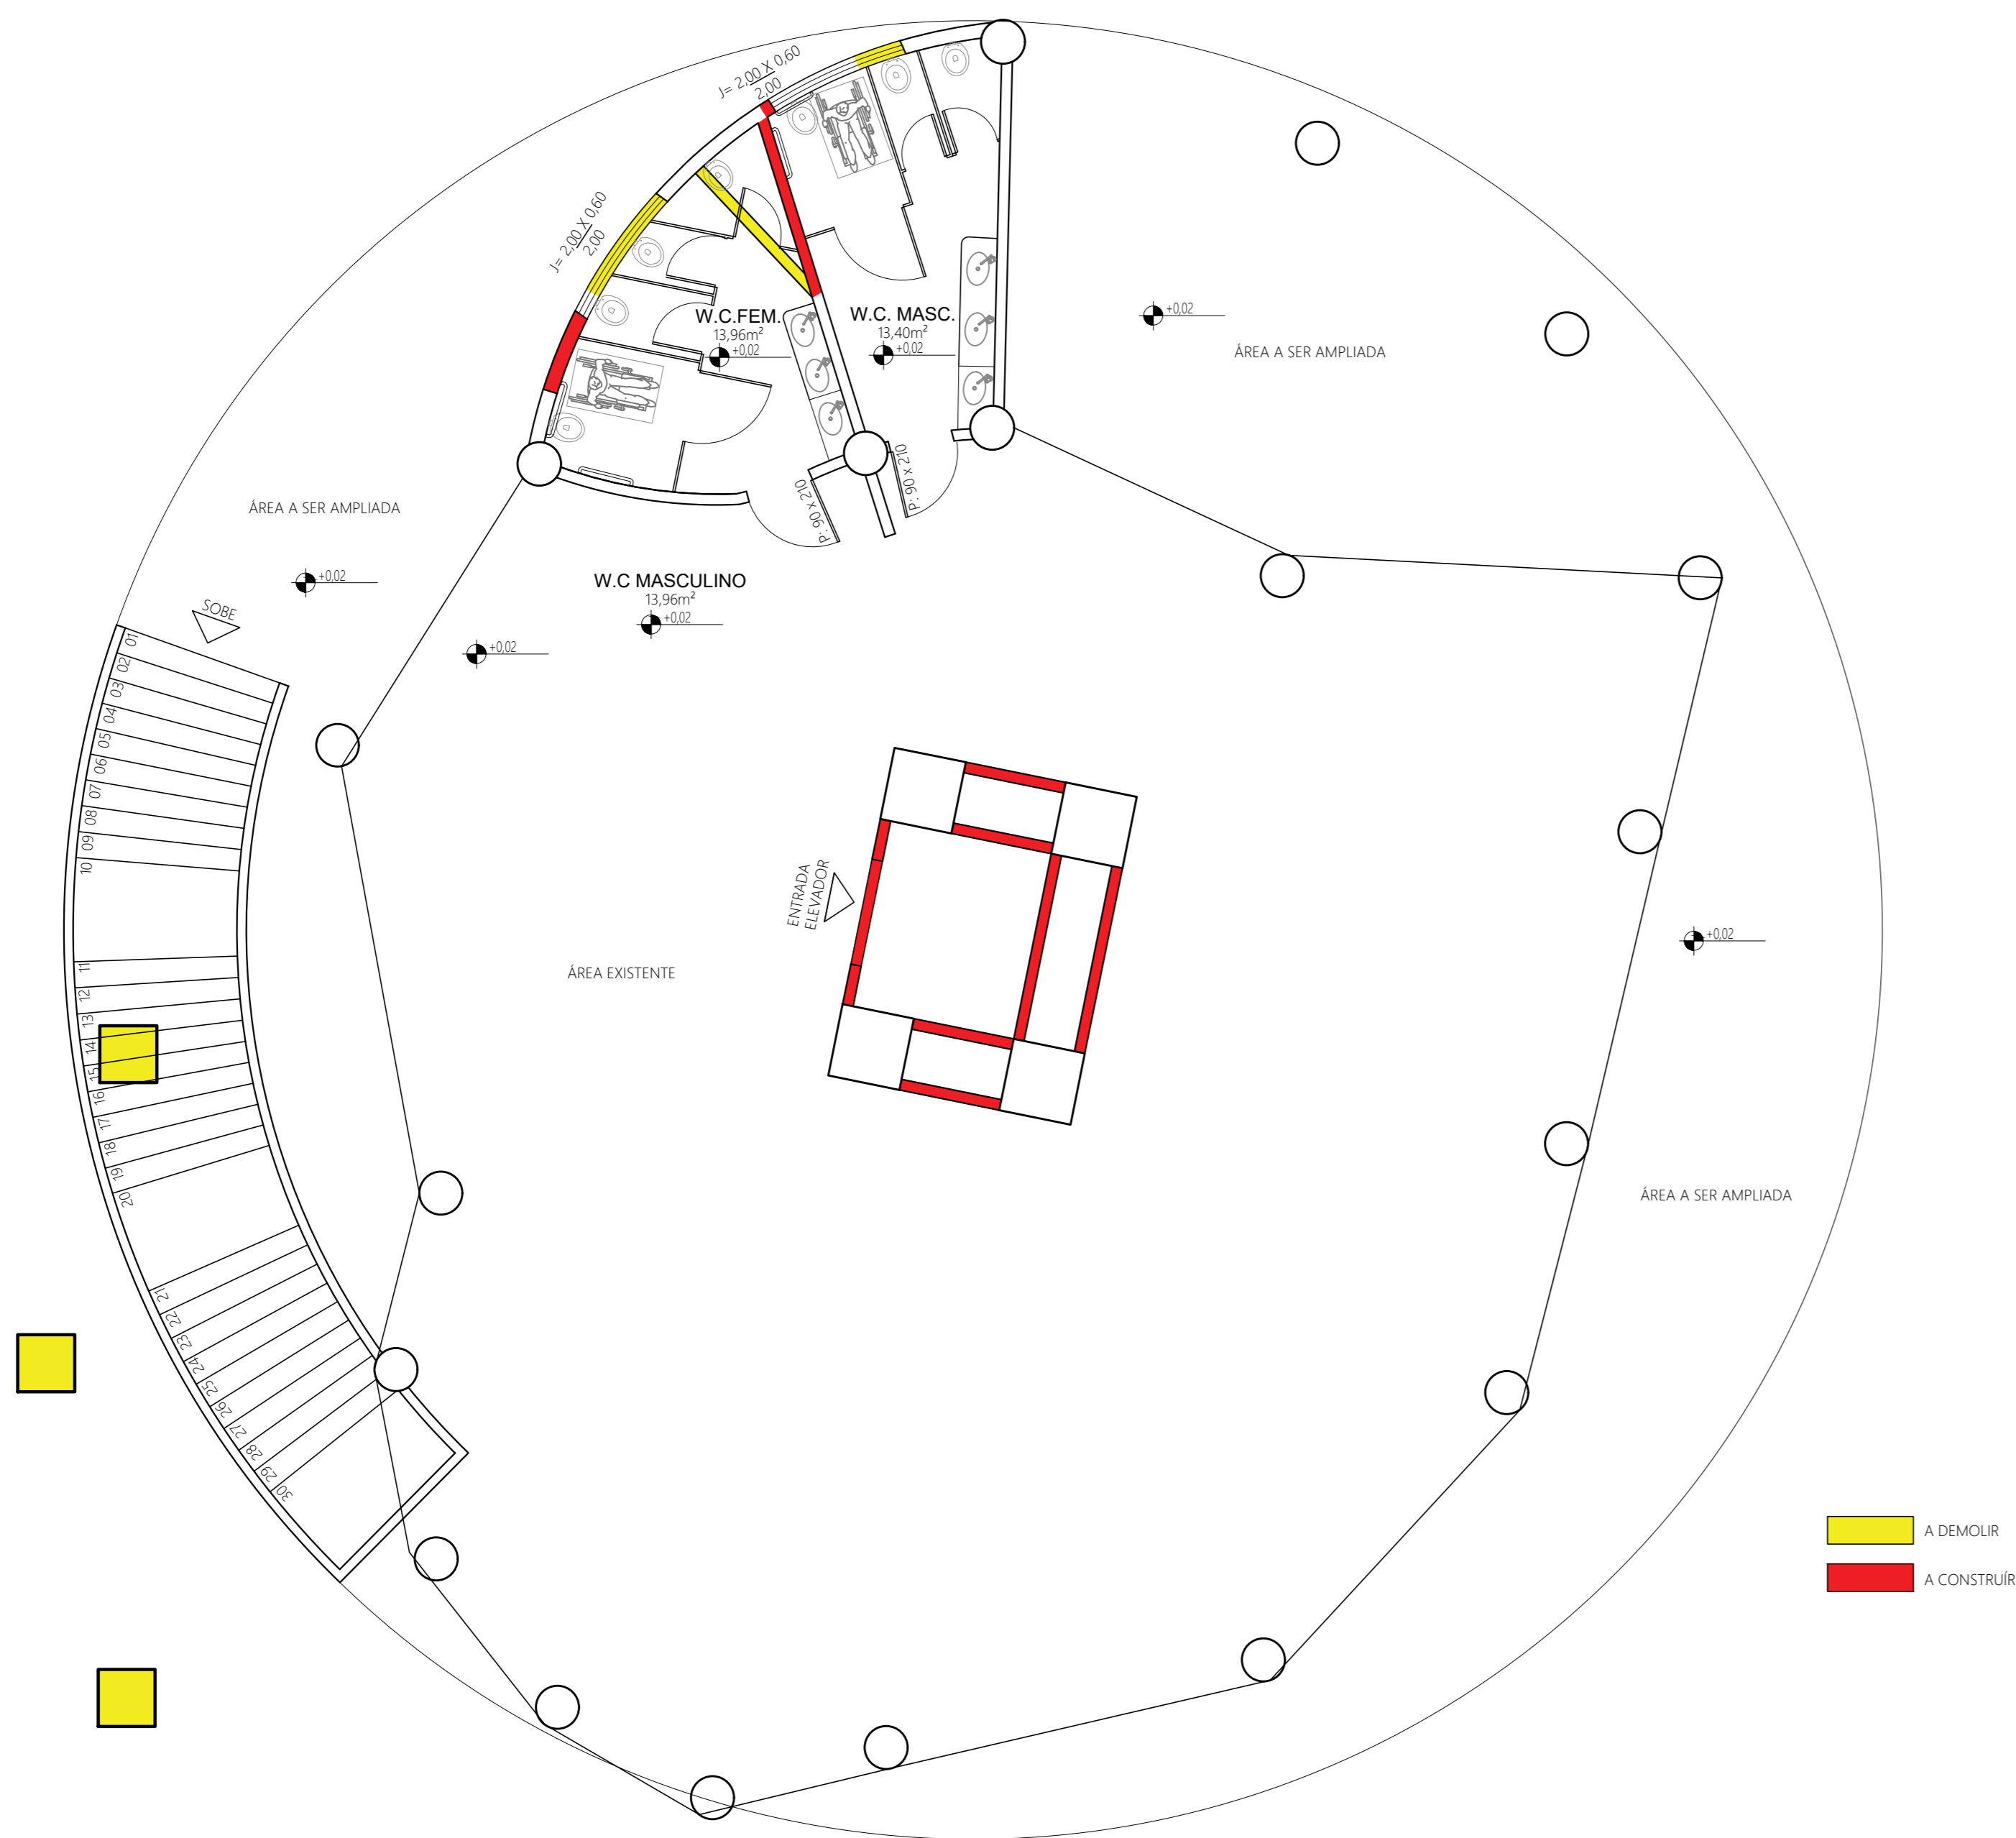 J= 2,00 X 0,60
2,00
J= 2,00 X 0,60
2,00
W.C.FEM.
13,96m²
+0,02
W.C. MASC.
13,40m²
+0,02
+0,02
ÁREA A SER AMPLIADA
P: 90 x 210
P: 90 x 210
ÁREA A SER AMPLIADA
+0,02
W.C MASCULINO
13,96m²
+0,02
+0,02
SOBE
01
02
03
04
05
06
07
08
09
10
11
12
13
14
15
16
17
18
19
20
21
22
23
24
25
26
27
28
29
30
ENTRADA
ELEVADOR
ÁREA EXISTENTE
+0,02
ÁREA A SER AMPLIADA
A DEMOLIR
A CONSTRUÍR